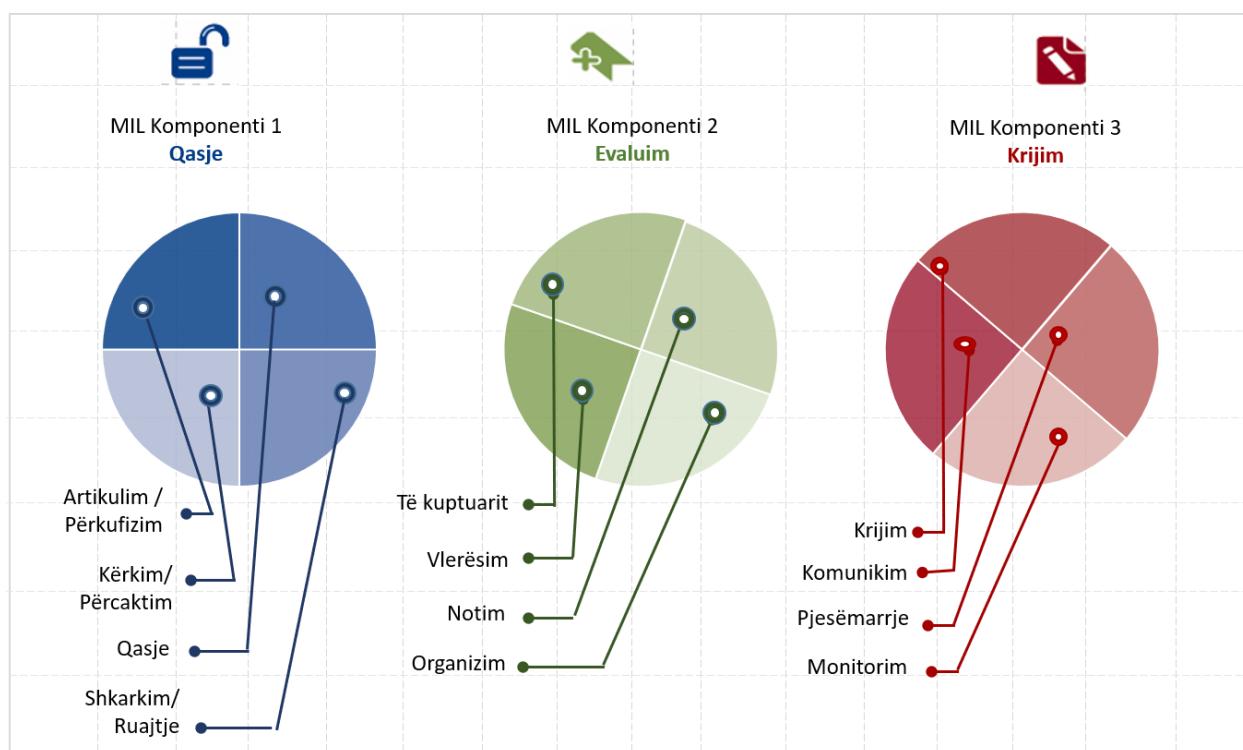 MIL Komponenti 1
Qasje
Artikulim /
Përkufizim
Kërkim/
Përcaktim
Qasje
Shkarkim/
Ruajtje
MIL Komponenti 2
Evaluim
Të kuptuarit
Vlerësim
Notim
Organizim
MIL Komponenti 3
Krijim
Krijim
Komunikim
Pjesëmarrje
Monitorim